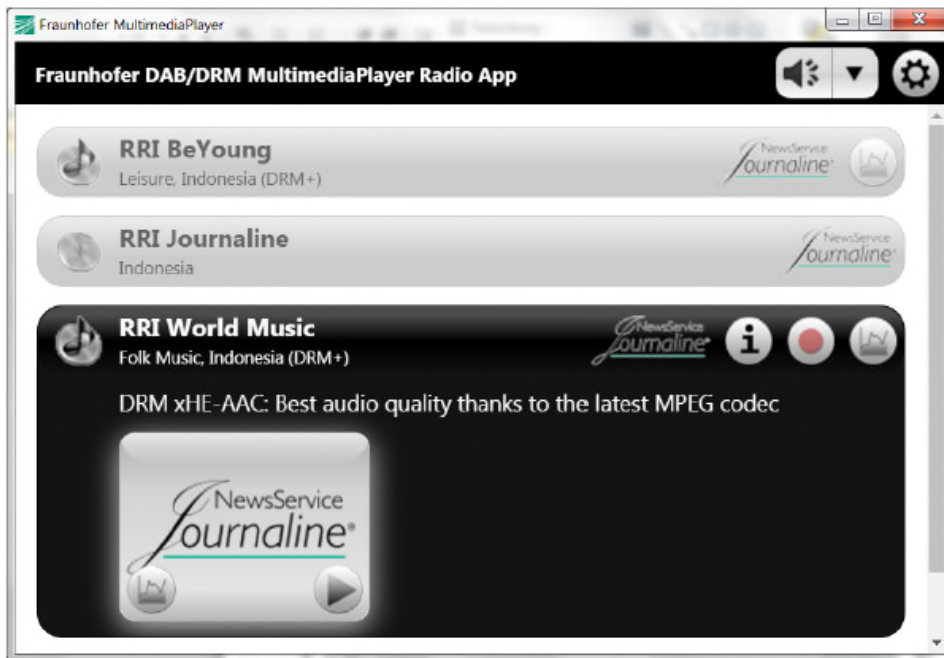 Fraunhofer MultimediaPlayer
Fraunhofer DAB/DRM MultimediaPlayer Radio App
RRI BeYoung
Leisure, Indonesia (DRM+)
NewsService
Journaline®
RRI Journaline
Indonesia
NewsService
Journaline®
RRI World Music
Folk Music, Indonesia (DRM+)
NewsService
Journaline®
i
DRM xHE-AAC: Best audio quality thanks to the latest MPEG codec
NewsService
Journaline®